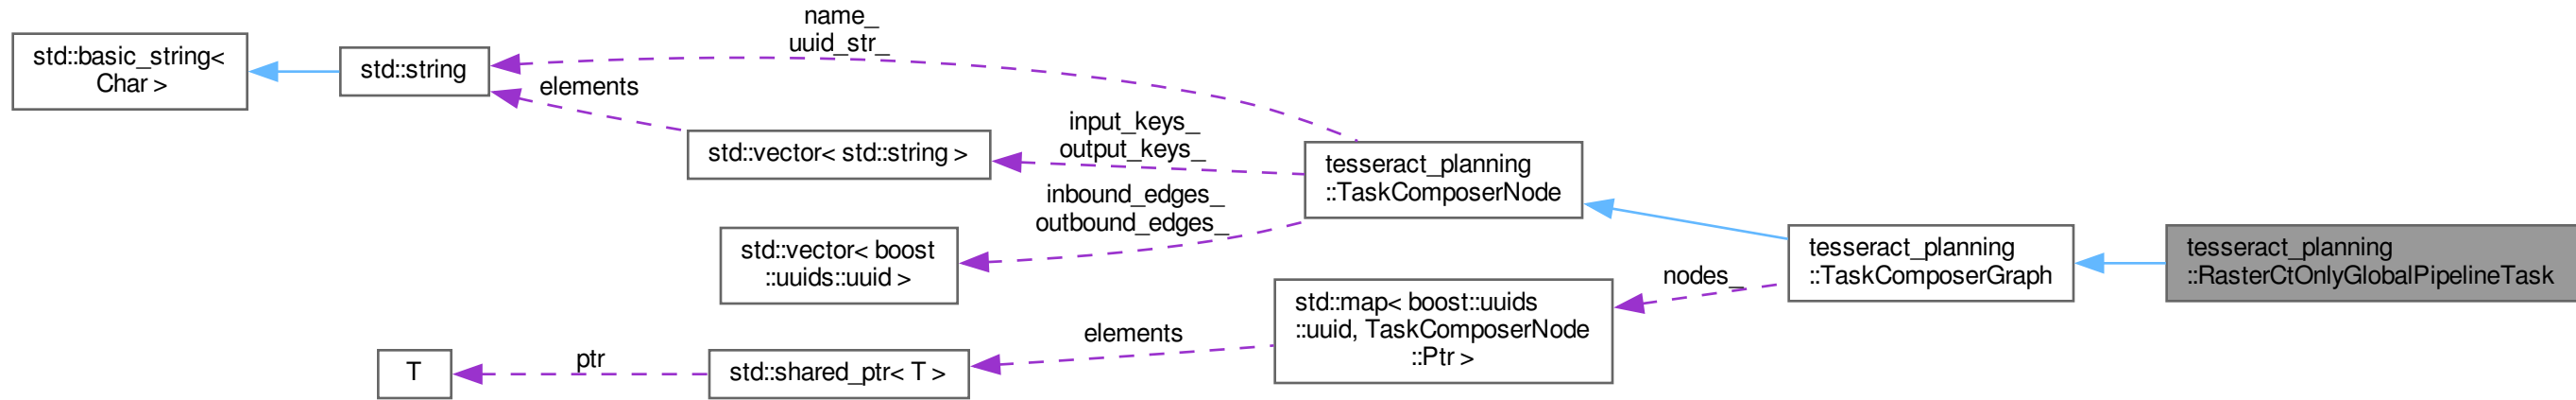 std::basic_string<
Char >
std::string
name_
uuid_str_
elements
std::vector< std::string >
input_keys_
output_keys_
inbound_edges_
outbound_edges_
std::vector< boost
::uuids::uuid >
tesseract_planning
::TaskComposerNode
tesseract_planning
::TaskComposerGraph
tesseract_planning
::RasterCtOnlyGlobalPipelineTask
nodes_
std::map< boost::uuids
::uuid, TaskComposerNode
::Ptr >
elements
std::shared_ptr< T >
ptr
T